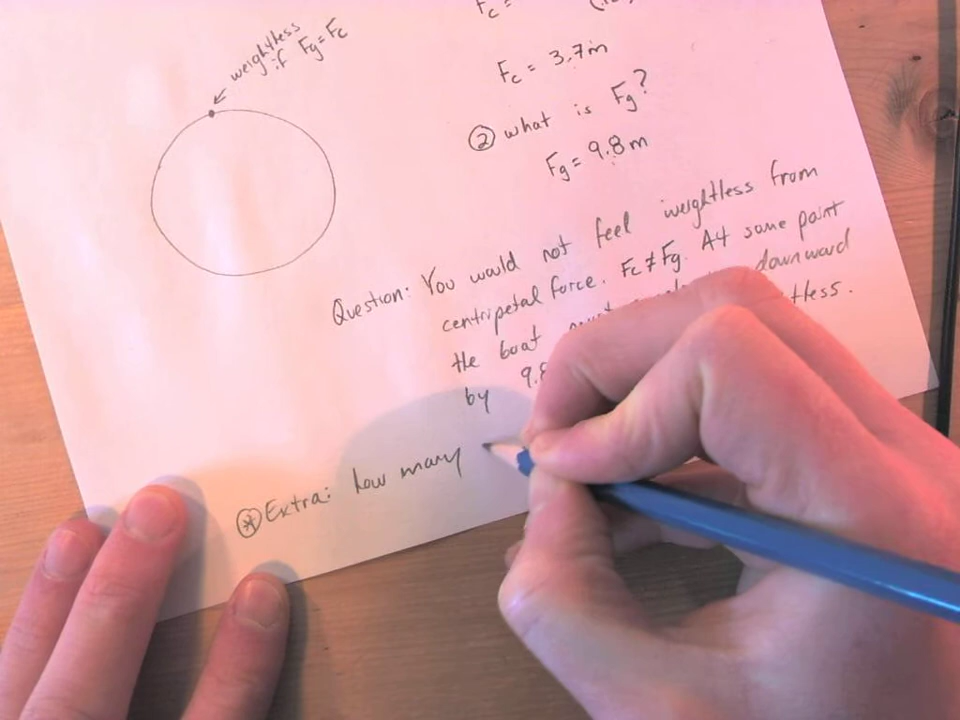 weightless
if Fg = Fc
Fc =
Fc = 3.7m
② what is Fg?
Fg = 9.8m
Question: You would not feel weightless from
centripetal force. Fc ≠ Fg. At some point
the boat downward
by 9.8
⊛ Extra: how many